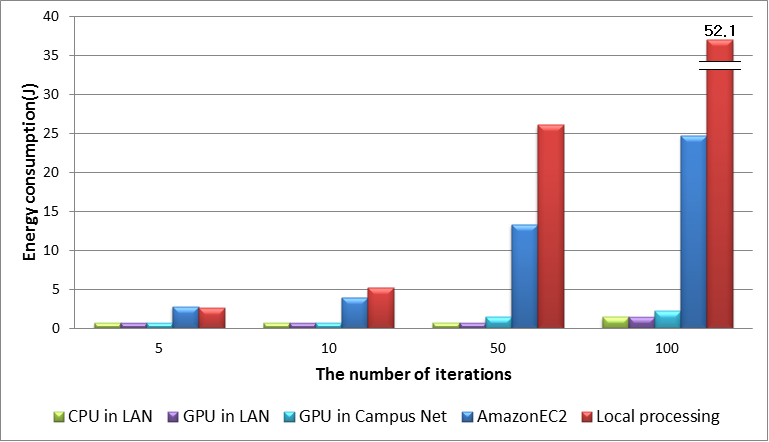 40
52.1
35
30
25
20
15
10
5
0
Energy consumption(J)
5 10 50 100
The number of iterations
CPU in LAN GPU in LAN GPU in Campus Net AmazonEC2 Local processing